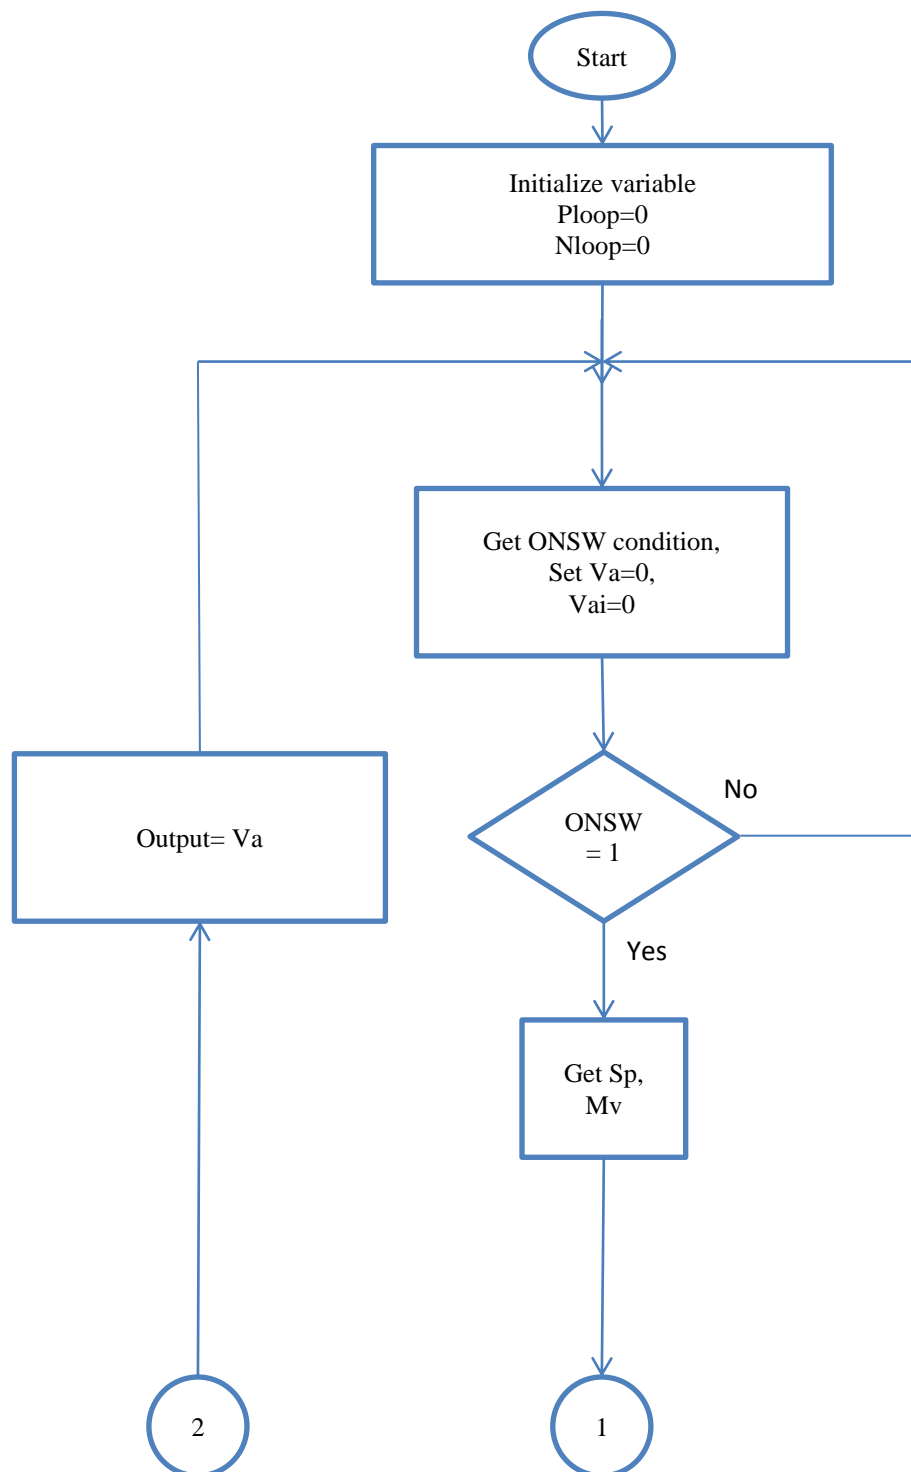 Start
Initialize variable
Ploop=0
Nloop=0
Get ONSW condition,
Set Va=0,
Vai=0
No
ONSW
= 1
Output= Va
Yes
Get Sp,
Mv
2
1